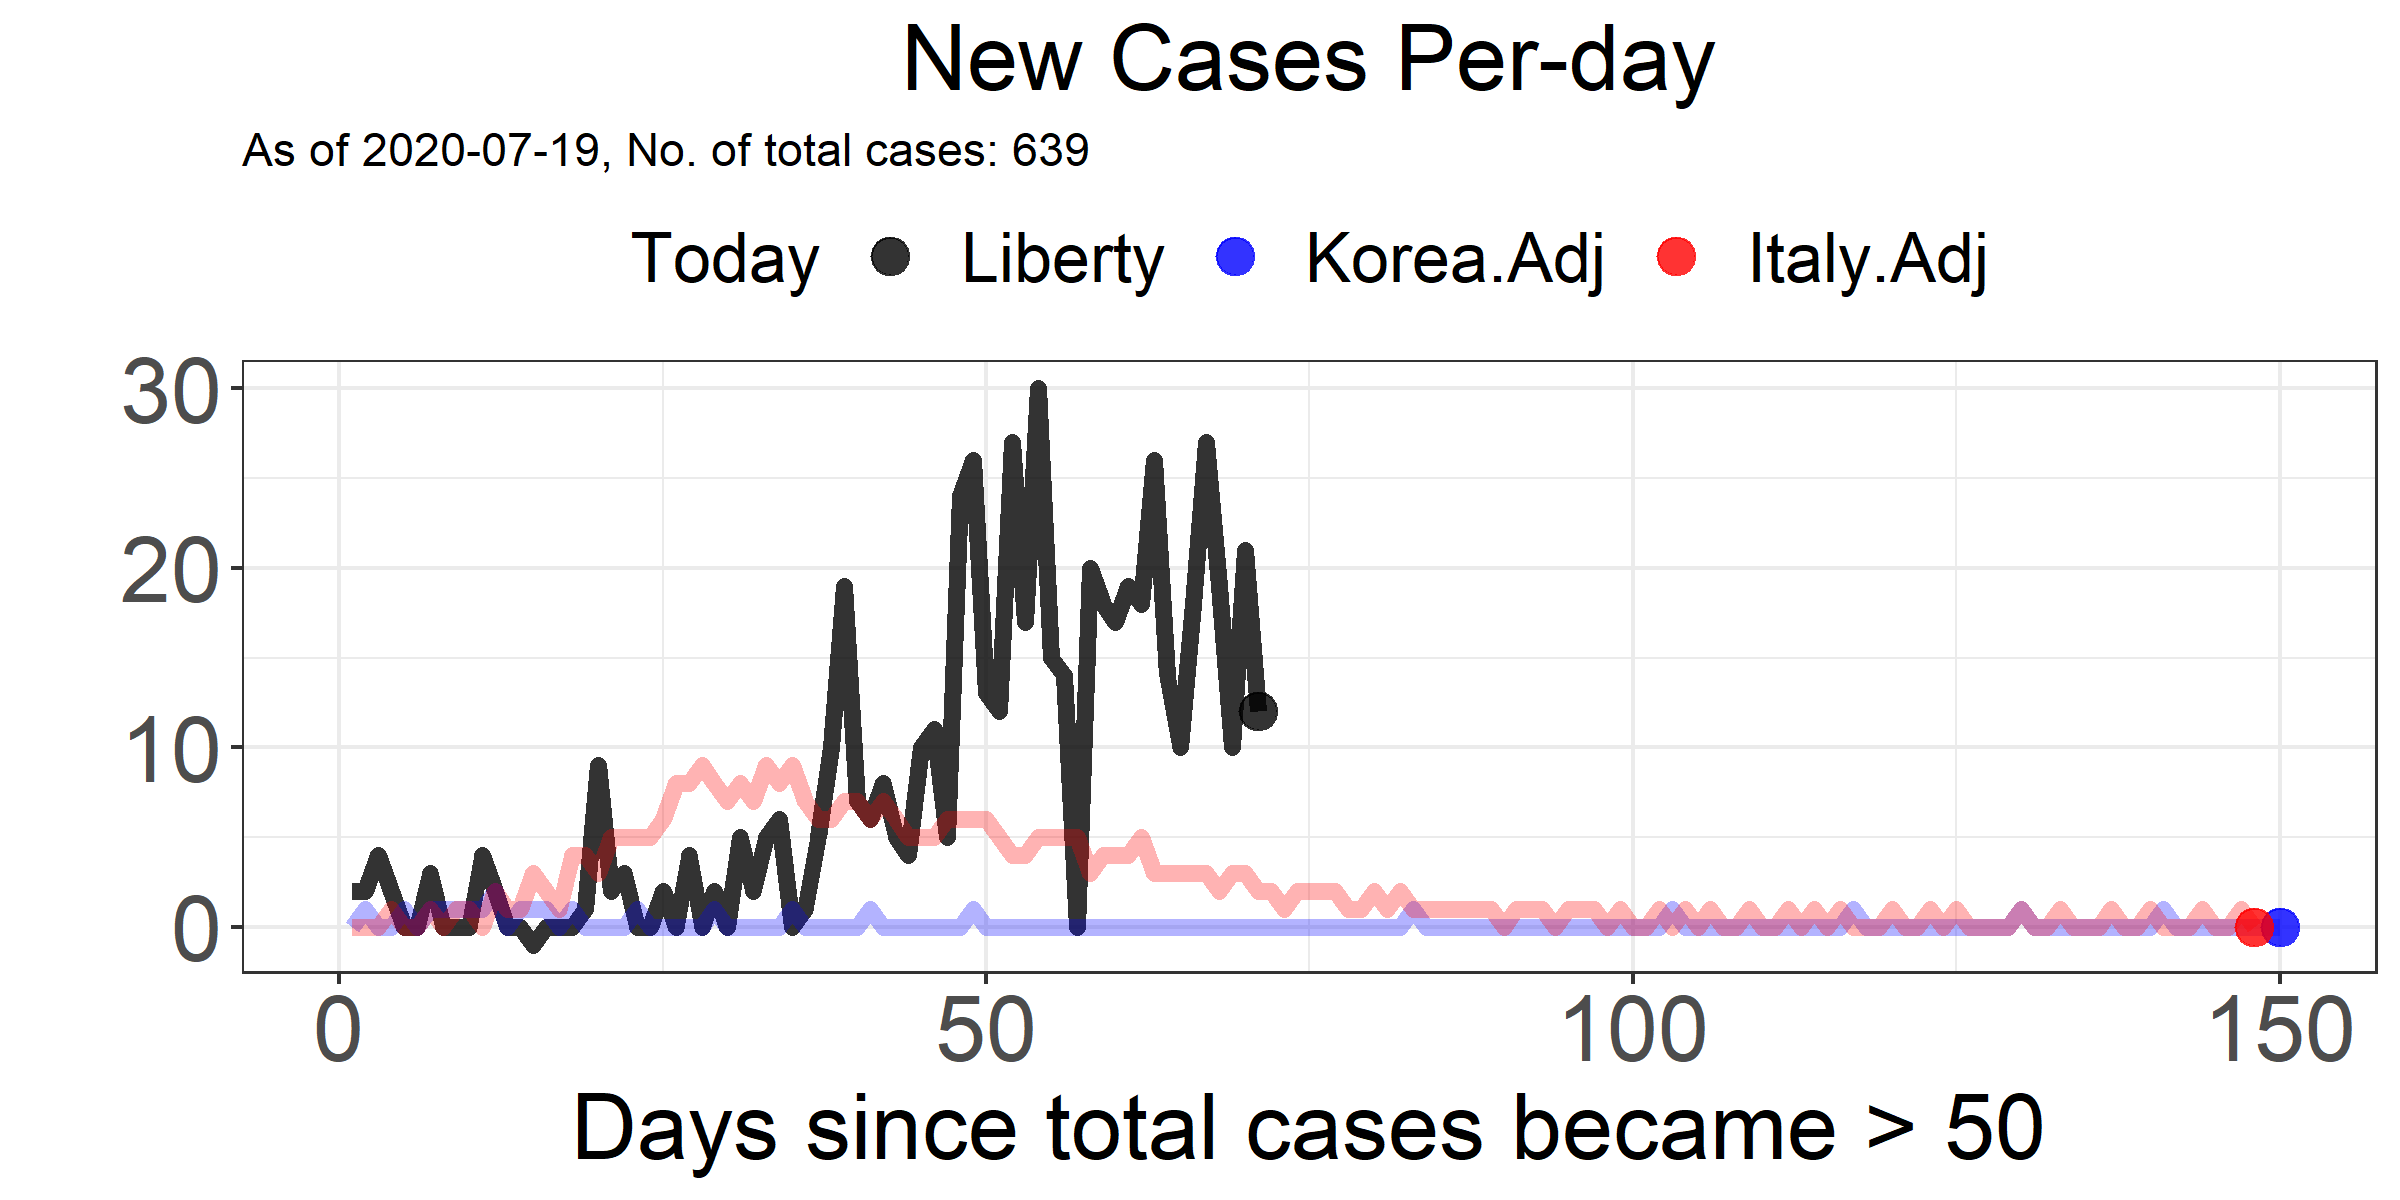 New Cases Per-day
As of 2020-07-19, No. of total cases: 639
Today Liberty Korea.Adj Italy.Adj
30
20
10
0
0 50 100 150
Days since total cases became > 50